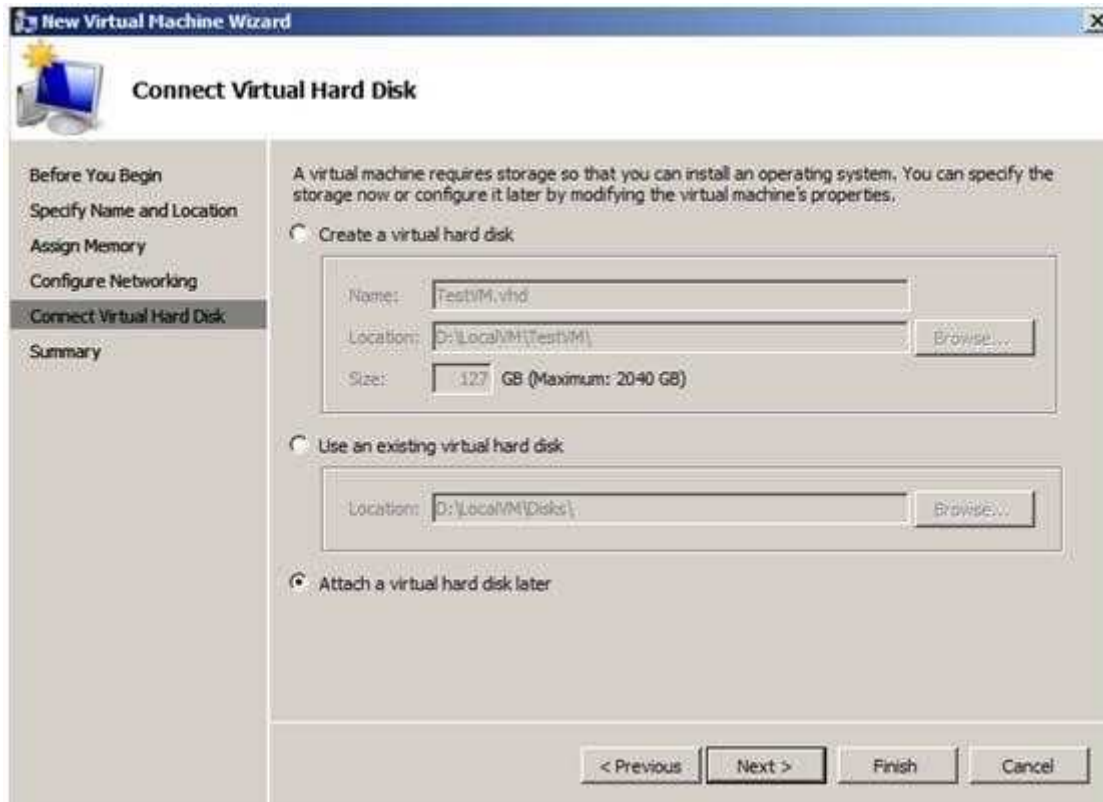 New Virtual Machine Wizard
Connect Virtual Hard Disk
Before You Begin
Specify Name and Location
Assign Memory
Configure Networking
Connect Virtual Hard Disk
Summary
A virtual machine requires storage so that you can install an operating system. You can specify the
storage now or configure it later by modifying the virtual machine's properties.
Create a virtual hard disk
Name: TestVM.vhd
Location: D:\LocalVM\TestVM\ Browse...
Size: 127 GB (Maximum: 2040 GB)
Use an existing virtual hard disk
Location: D:\LocalVM\Disks\ Browse...
Attach a virtual hard disk later
< Previous Next > Finish Cancel